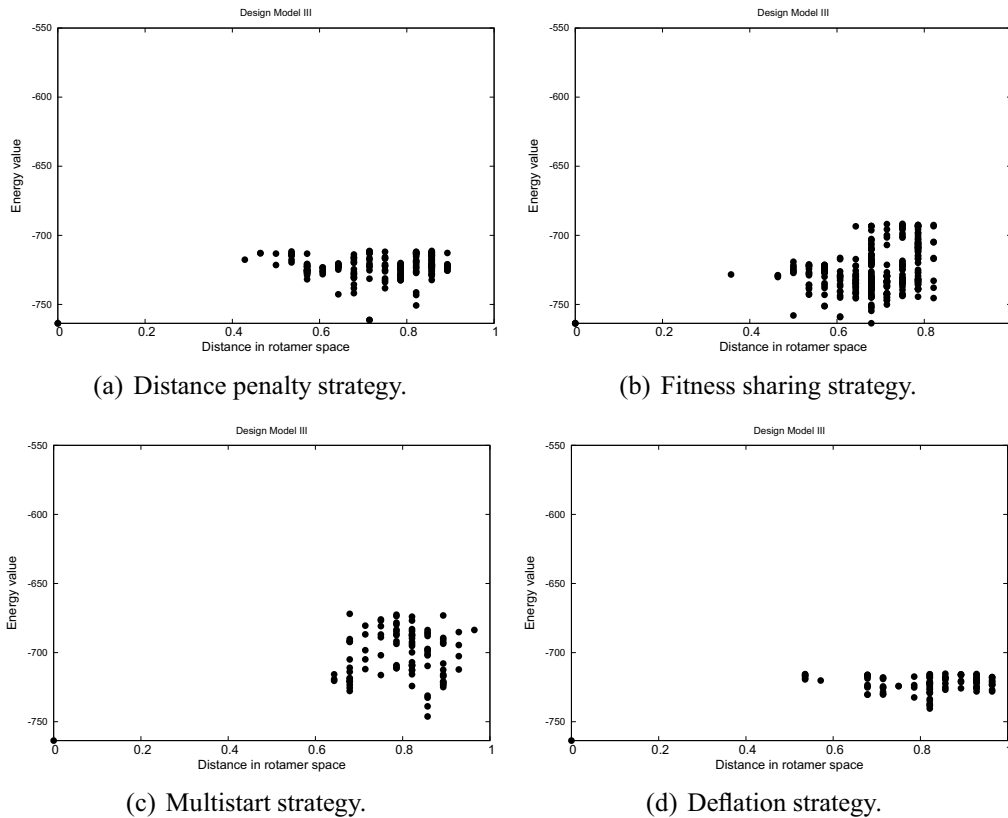 Design Model III
-550
-600
-650
-700
-750
Energy value
0 0.2 0.4 0.6 0.8 1
Distance in rotamer space
(a) Distance penalty strategy.
Design Model III
-550
-600
-650
-700
-750
Energy value
0 0.2 0.4 0.6 0.8
Distance in rotamer space
(b) Fitness sharing strategy.
Design Model III
-550
-600
-650
-700
-750
Energy value
0 0.2 0.4 0.6 0.8 1
Distance in rotamer space
(c) Multistart strategy.
Design Model III
-550
-600
-650
-700
-750
Energy value
0 0.2 0.4 0.6 0.8
Distance in rotamer space
(d) Deflation strategy.